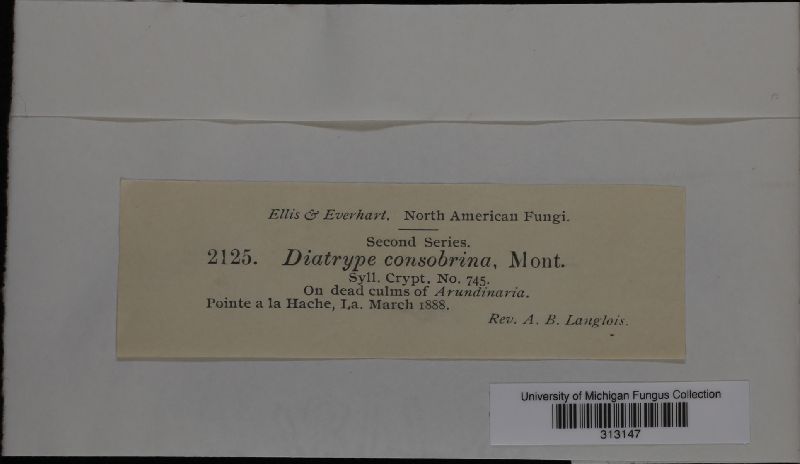 Ellis & Everhart. North American Fungi.
Second Series.
2125. Diatrype consobrina, Mont.
Syll. Crypt. No. 745.
On dead culms of Arundinaria.
Pointe a la Hache, La. March 1888.
Rev. A. B. Langlois.
University of Michigan Fungus Collection
313147